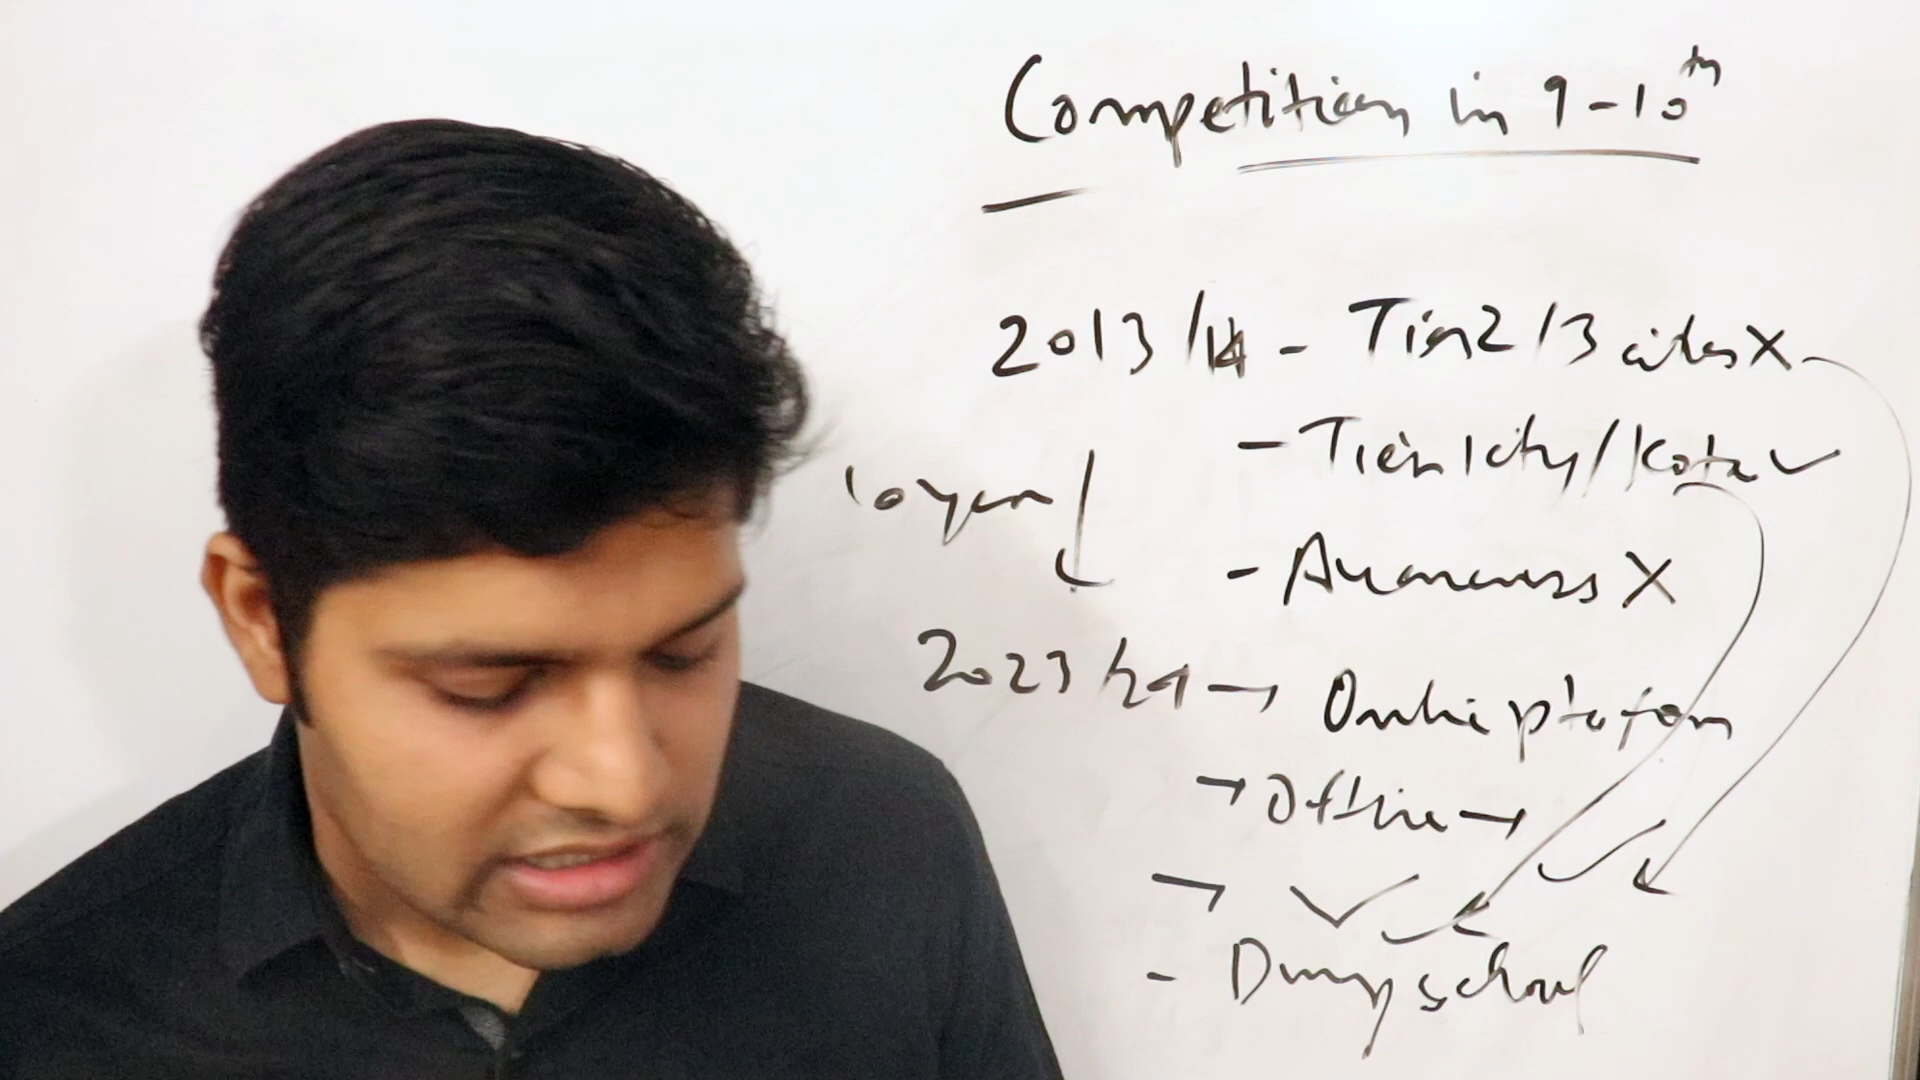 Competition in 9-10th
2013/14 - Tier 2/3 cities X
- Tier 1 city/Kota ✓
10 year ↓
- Awareness X
2023/24 → Online platform
→ Offline → ✓
→ ✓ ✓
- Dummy school